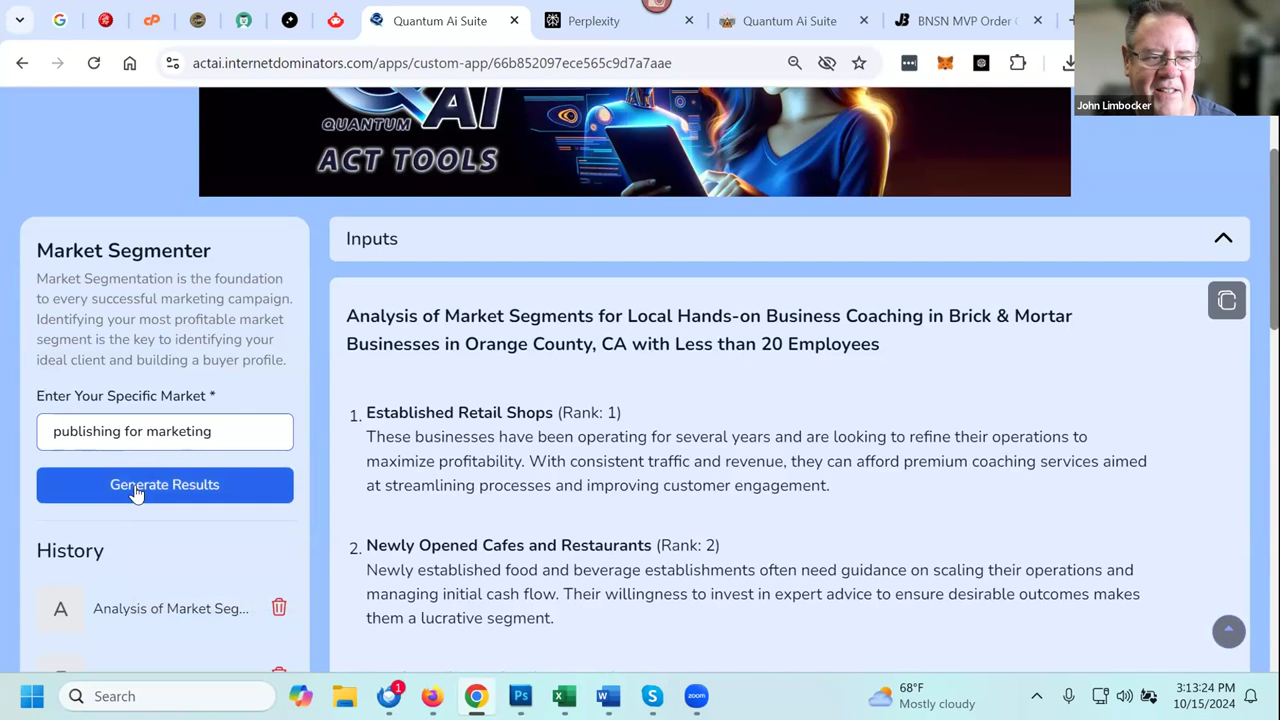 Quantum Ai Suite
Perplexity
Quantum Ai Suite
BNSN MVP Order
actai.internetdominators.com/apps/custom-app/66b852097ece565c9d7a7aae
John Limbocker
QUANTUM AI
ACT TOOLS
Market Segmenter
Market Segmentation is the foundation
to every successful marketing campaign.
Identifying your most profitable market
segment is the key to identifying your
ideal client and building a buyer profile.
Enter Your Specific Market *
publishing for marketing
Generate Results
History
A
Analysis of Market Seg...
Inputs
Analysis of Market Segments for Local Hands-on Business Coaching in Brick & Mortar
Businesses in Orange County, CA with Less than 20 Employees
1. Established Retail Shops (Rank: 1)
These businesses have been operating for several years and are looking to refine their operations to
maximize profitability. With consistent traffic and revenue, they can afford premium coaching services aimed
at streamlining processes and improving customer engagement.
2. Newly Opened Cafes and Restaurants (Rank: 2)
Newly established food and beverage establishments often need guidance on scaling their operations and
managing initial cash flow. Their willingness to invest in expert advice to ensure desirable outcomes makes
them a lucrative segment.
Search
1
68°F
Mostly cloudy
3:13:24 PM
10/15/2024